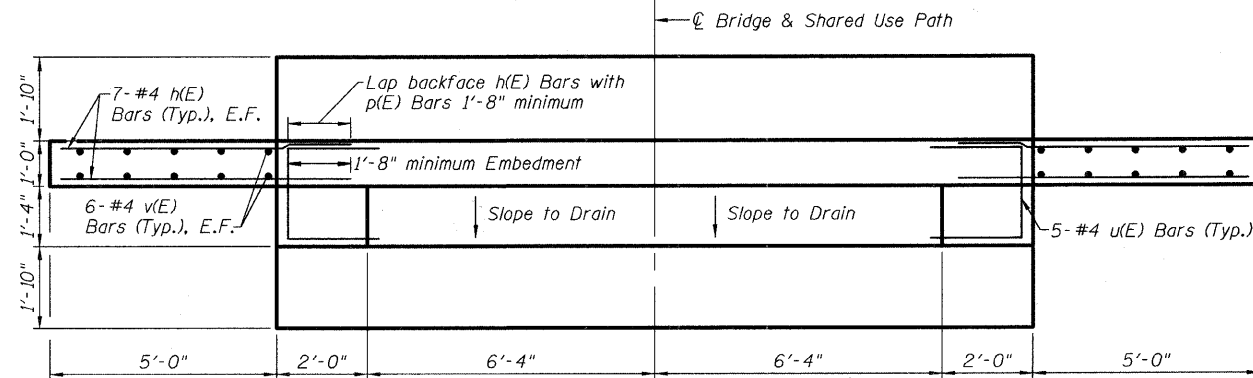 ℄ Bridge & Shared Use Path
Lap backface h(E) Bars with
p(E) Bars 1'-8" minimum
7-#4 h(E)
Bars (Typ.), E.F.
1'-10"
1'-0"
1'-8" minimum Embedment
6-#4 v(E)
Bars (Typ.), E.F.
1'-4"
Slope to Drain
Slope to Drain
5-#4 u(E) Bars (Typ.)
1'-10"
5'-0"
2'-0"
6'-4"
6'-4"
2'-0"
5'-0"